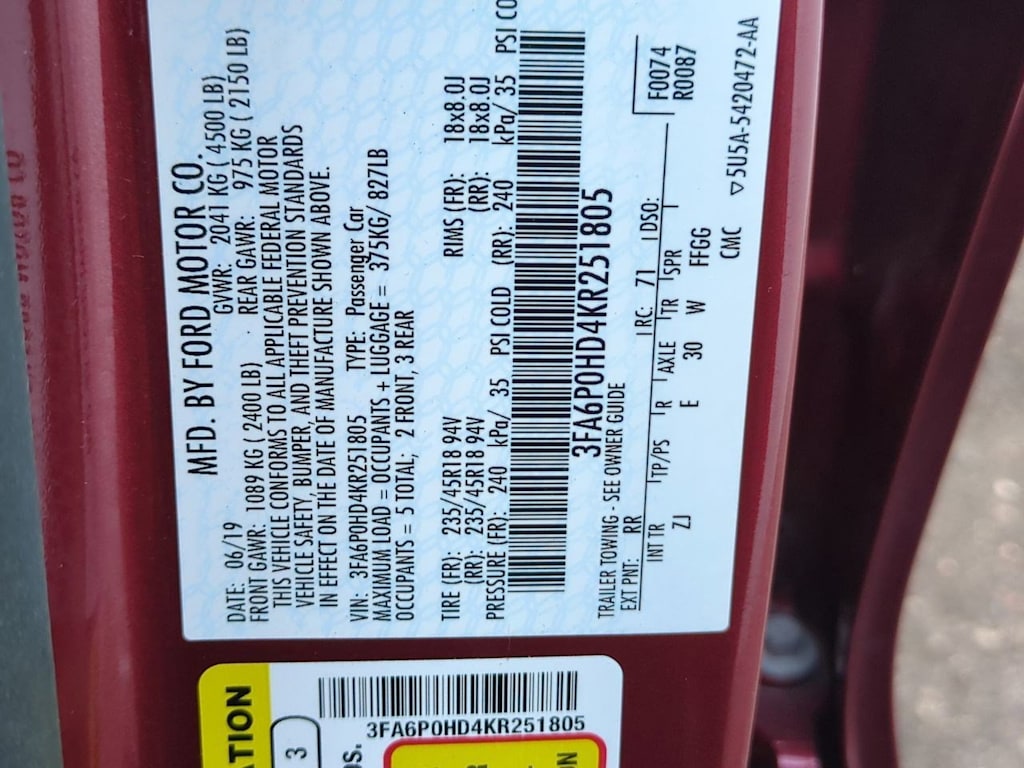 MFD. BY FORD MOTOR CO.
DATE: 06/19 GVWR: 2041 KG ( 4500 LB)
FRONT GAWR: 1089 KG ( 2400 LB) REAR GAWR: 975 KG ( 2150 LB)
THIS VEHICLE CONFORMS TO ALL APPLICABLE FEDERAL MOTOR
VEHICLE SAFETY, BUMPER, AND THEFT PREVENTION STANDARDS
IN EFFECT ON THE DATE OF MANUFACTURE SHOWN ABOVE.
VIN: 3FA6P0HD4KR251805 TYPE: Passenger Car
MAXIMUM LOAD = OCCUPANTS + LUGGAGE = 375KG/ 827LB
OCCUPANTS = 5 TOTAL; 2 FRONT, 3 REAR
TIRE (FR): 235/45R18 94V RIMS (FR): 18x8.0J
(RR): 235/45R18 94V (RR): 18x8.0J
PRESSURE (FR): 240 kPa/ 35 PSI COLD (RR): 240 kPa/ 35 PSI CO
3FA6P0HD4KR251805
TRAILER TOWING - SEE OWNER GUIDE
F0074
EXT PNT: RR RC: 71 DSO: R0087
INT TR TP/PS R AXLE TR SPR
ZJ E 30 W FFGG
CMC
▽5U5A-5420472-AA
ATION
3
3FA6P0HD4KR251805